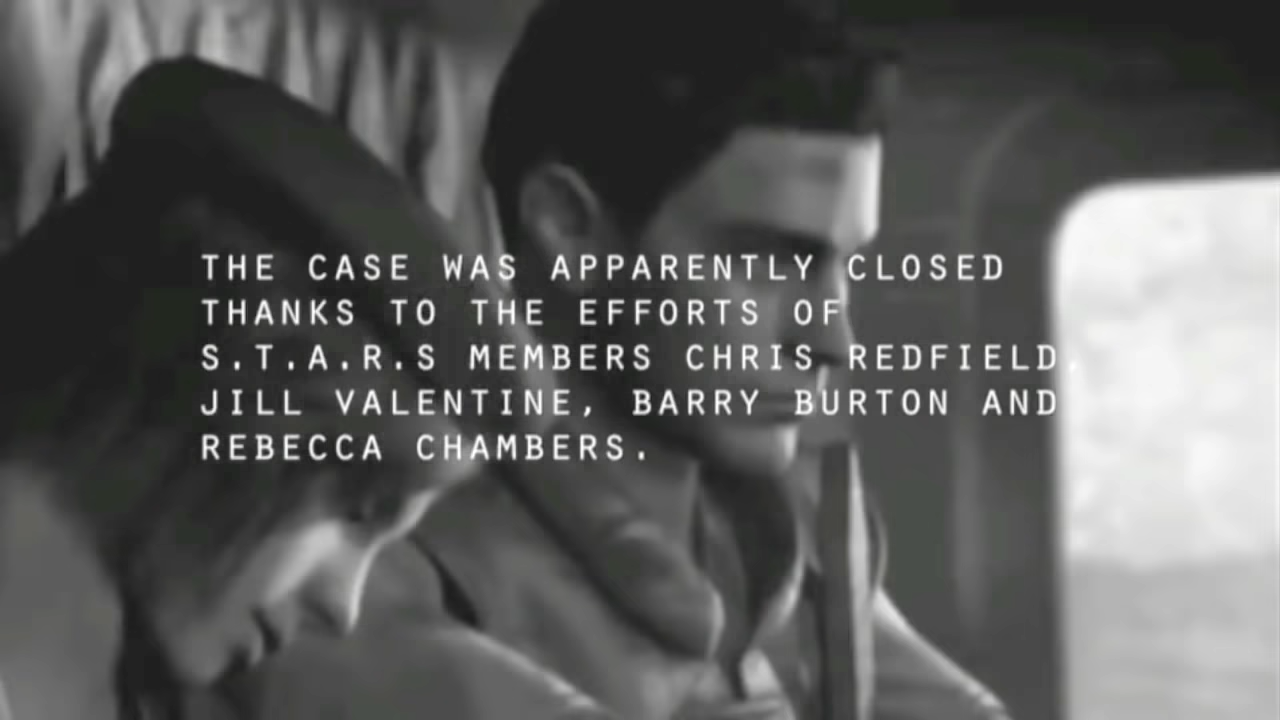 THE CASE WAS APPARENTLY CLOSED
THANKS TO THE EFFORTS OF
S.T.A.R.S MEMBERS CHRIS REDFIELD,
JILL VALENTINE, BARRY BURTON AND
REBECCA CHAMBERS.